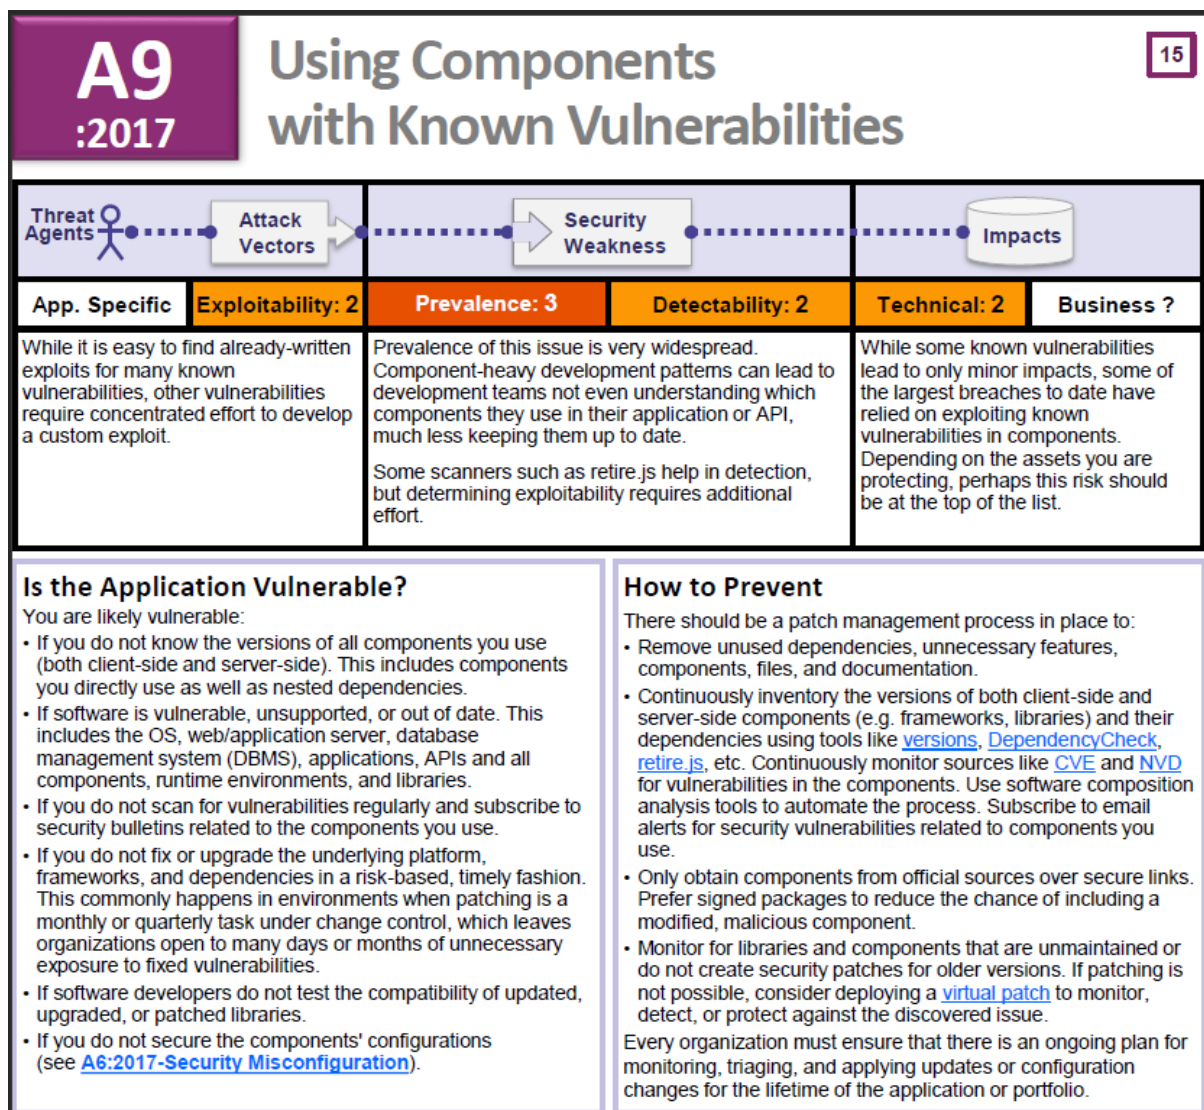 A9
:2017
Using Components
with Known Vulnerabilities
15
Threat
Agents
Attack
Vectors
Security
Weakness
Impacts
App. Specific
Exploitability: 2
Prevalence: 3
Detectability: 2
Technical: 2
Business ?
While it is easy to find already-written
exploits for many known
vulnerabilities, other vulnerabilities
require concentrated effort to develop
a custom exploit.
Prevalence of this issue is very widespread.
Component-heavy development patterns can lead to
development teams not even understanding which
components they use in their application or API,
much less keeping them up to date.
Some scanners such as retire.js help in detection,
but determining exploitability requires additional
effort.
While some known vulnerabilities
lead to only minor impacts, some of
the largest breaches to date have
relied on exploiting known
vulnerabilities in components.
Depending on the assets you are
protecting, perhaps this risk should
be at the top of the list.
Is the Application Vulnerable?
You are likely vulnerable:
• If you do not know the versions of all components you use
(both client-side and server-side). This includes components
you directly use as well as nested dependencies.
• If software is vulnerable, unsupported, or out of date. This
includes the OS, web/application server, database
management system (DBMS), applications, APIs and all
components, runtime environments, and libraries.
• If you do not scan for vulnerabilities regularly and subscribe to
security bulletins related to the components you use.
• If you do not fix or upgrade the underlying platform,
frameworks, and dependencies in a risk-based, timely fashion.
This commonly happens in environments when patching is a
monthly or quarterly task under change control, which leaves
organizations open to many days or months of unnecessary
exposure to fixed vulnerabilities.
• If software developers do not test the compatibility of updated,
upgraded, or patched libraries.
• If you do not secure the components' configurations
(see A6:2017-Security Misconfiguration).
How to Prevent
There should be a patch management process in place to:
• Remove unused dependencies, unnecessary features,
components, files, and documentation.
• Continuously inventory the versions of both client-side and
server-side components (e.g. frameworks, libraries) and their
dependencies using tools like versions, DependencyCheck,
retire.js, etc. Continuously monitor sources like CVE and NVD
for vulnerabilities in the components. Use software composition
analysis tools to automate the process. Subscribe to email
alerts for security vulnerabilities related to components you
use.
• Only obtain components from official sources over secure links.
Prefer signed packages to reduce the chance of including a
modified, malicious component.
• Monitor for libraries and components that are unmaintained or
do not create security patches for older versions. If patching is
not possible, consider deploying a virtual patch to monitor,
detect, or protect against the discovered issue.
Every organization must ensure that there is an ongoing plan for
monitoring, triaging, and applying updates or configuration
changes for the lifetime of the application or portfolio.